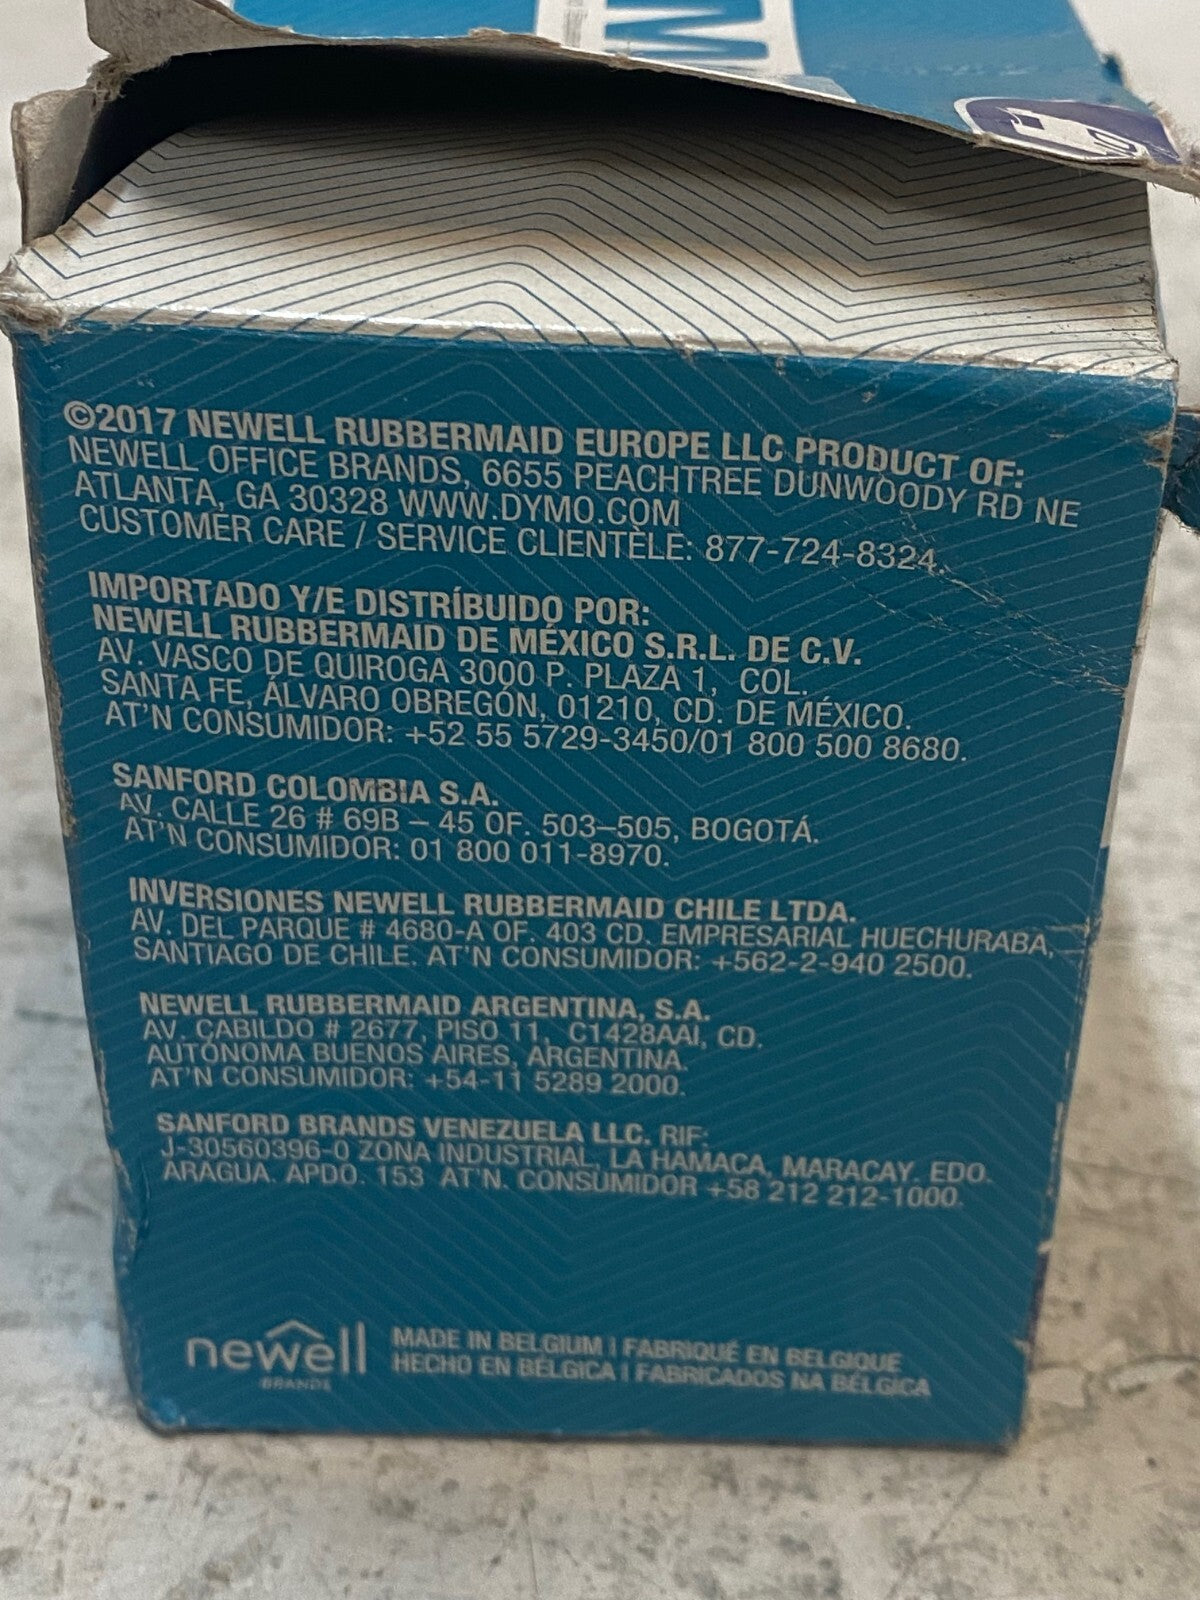 ©2017 NEWELL RUBBERMAID EUROPE LLC PRODUCT OF:
NEWELL OFFICE BRANDS, 6655 PEACHTREE DUNWOODY RD NE
ATLANTA, GA 30328 WWW.DYMO.COM
CUSTOMER CARE / SERVICE CLIENTÈLE: 877-724-8324.
IMPORTADO Y/E DISTRÍBUIDO POR:
NEWELL RUBBERMAID DE MÉXICO S.R.L. DE C.V.
AV. VASCO DE QUIROGA 3000 P. PLAZA 1, COL.
SANTA FE, ÁLVARO OBREGÓN, 01210, CD. DE MÉXICO.
AT'N CONSUMIDOR: +52 55 5729-3450/01 800 500 8680.
SANFORD COLOMBIA S.A.
AV. CALLE 26 # 69B – 45 OF. 503–505, BOGOTÁ.
AT'N CONSUMIDOR: 01 800 011-8970.
INVERSIONES NEWELL RUBBERMAID CHILE LTDA.
AV. DEL PARQUE # 4680-A OF. 403 CD. EMPRESARIAL HUECHURABA,
SANTIAGO DE CHILE. AT'N CONSUMIDOR: +562-2-940 2500.
NEWELL RUBBERMAID ARGENTINA, S.A.
AV. CABILDO # 2677, PISO 11, C1428AAI, CD.
AUTÓNOMA BUENOS AIRES, ARGENTINA.
AT'N CONSUMIDOR: +54-11 5289 2000.
SANFORD BRANDS VENEZUELA LLC. RIF:
J-30560396-0 ZONA INDUSTRIAL, LA HAMACA, MARACAY. EDO.
ARAGUA. APDO. 153 AT'N. CONSUMIDOR +58 212 212-1000.
newell
BRANDS
MADE IN BELGIUM | FABRIQUÉ EN BELGIQUE
HECHO EN BÉLGICA | FABRICADOS NA BÉLGICA